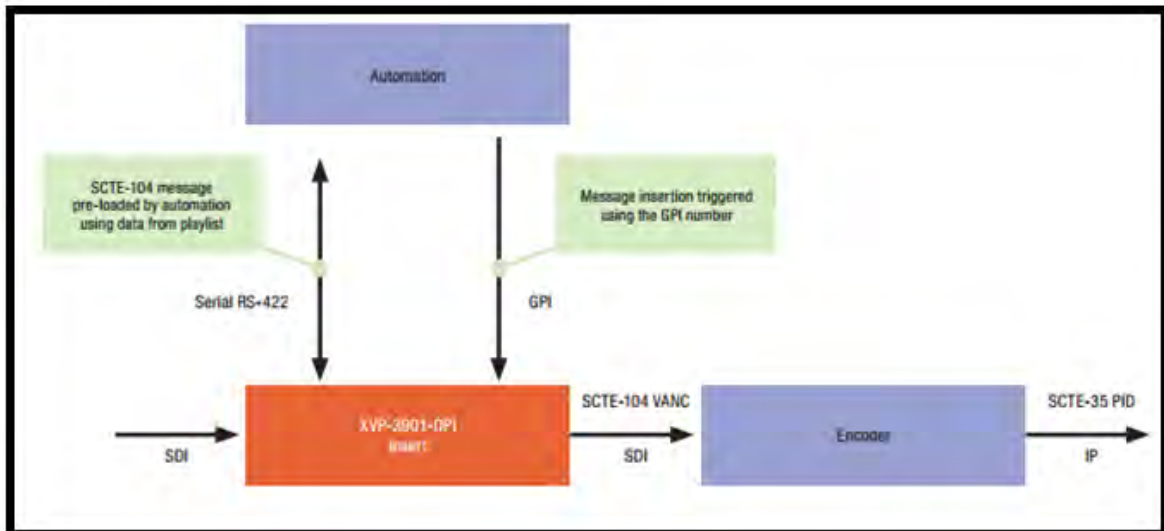 Automation
SCTE-104 message
pre-loaded by automation
using data from playlist
Message insertion triggered
using the GPI number
Serial RS-422
GPI
XVP-3901-DPI
insert
SCTE-104 VANC
SCTE-35 PID
Encoder
SDI
SDI
IP